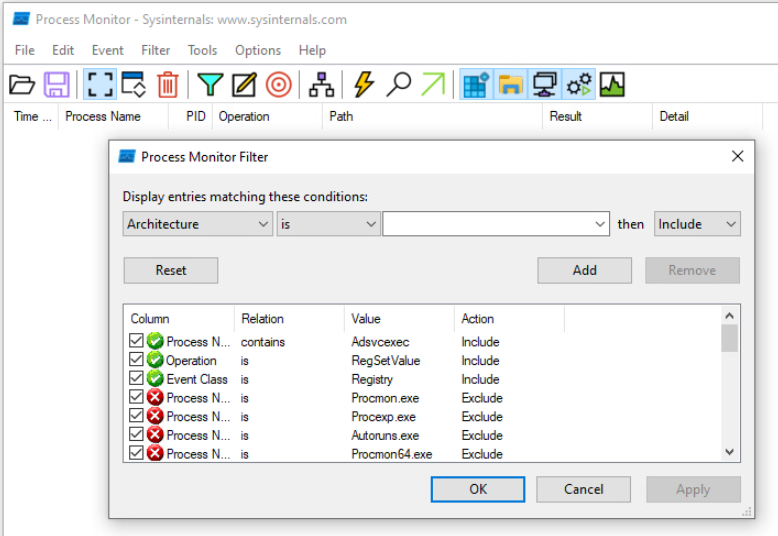 Process Monitor - Sysinternals: www.sysinternals.com
File Edit Event Filter Tools Options Help
Time ... Process Name PID Operation Path Result Detail
Process Monitor Filter
Display entries matching these conditions:
Architecture is then Include
Reset Add Remove
Column Relation Value Action
Process N... contains Adsvcexec Include
Operation is RegSetValue Include
Event Class is Registry Include
Process N... is Procmon.exe Exclude
Process N... is Procexp.exe Exclude
Process N... is Autoruns.exe Exclude
Process N... is Procmon64.exe Exclude
OK Cancel Apply